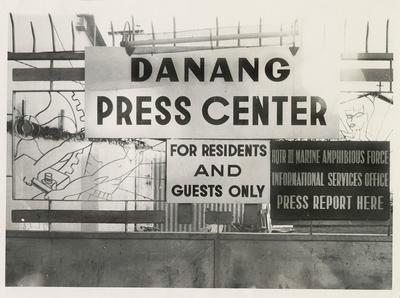 DANANG
PRESS CENTER
FOR RESIDENTS
AND
GUESTS ONLY
HQTR III MARINE AMPHIBIOUS FORCE
INFORMATIONAL SERVICES OFFICE
PRESS REPORT HERE